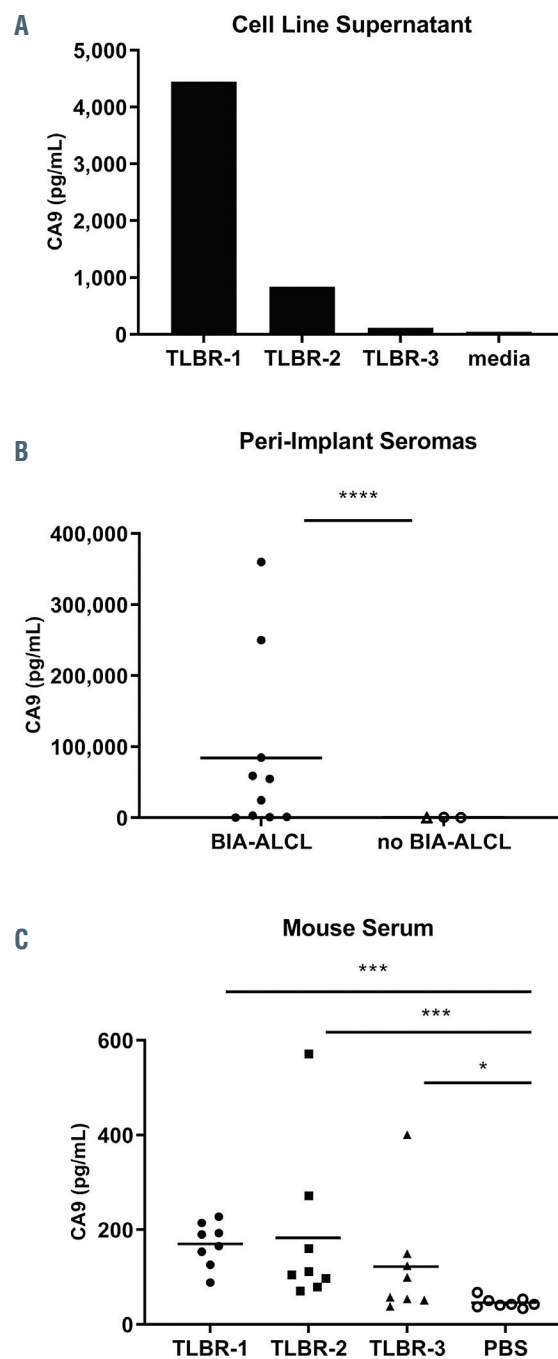 A
Cell Line Supernatant
CA9 (pg/mL)
5,000
4,000
3,000
2,000
1,000
0
TLBR-1 TLBR-2 TLBR-3 media
B
Peri-Implant Seromas
****
CA9 (pg/mL)
400,000
300,000
200,000
100,000
0
BIA-ALCL no BIA-ALCL
C
Mouse Serum
***
***
*
CA9 (pg/mL)
600
400
200
0
TLBR-1 TLBR-2 TLBR-3 PBS